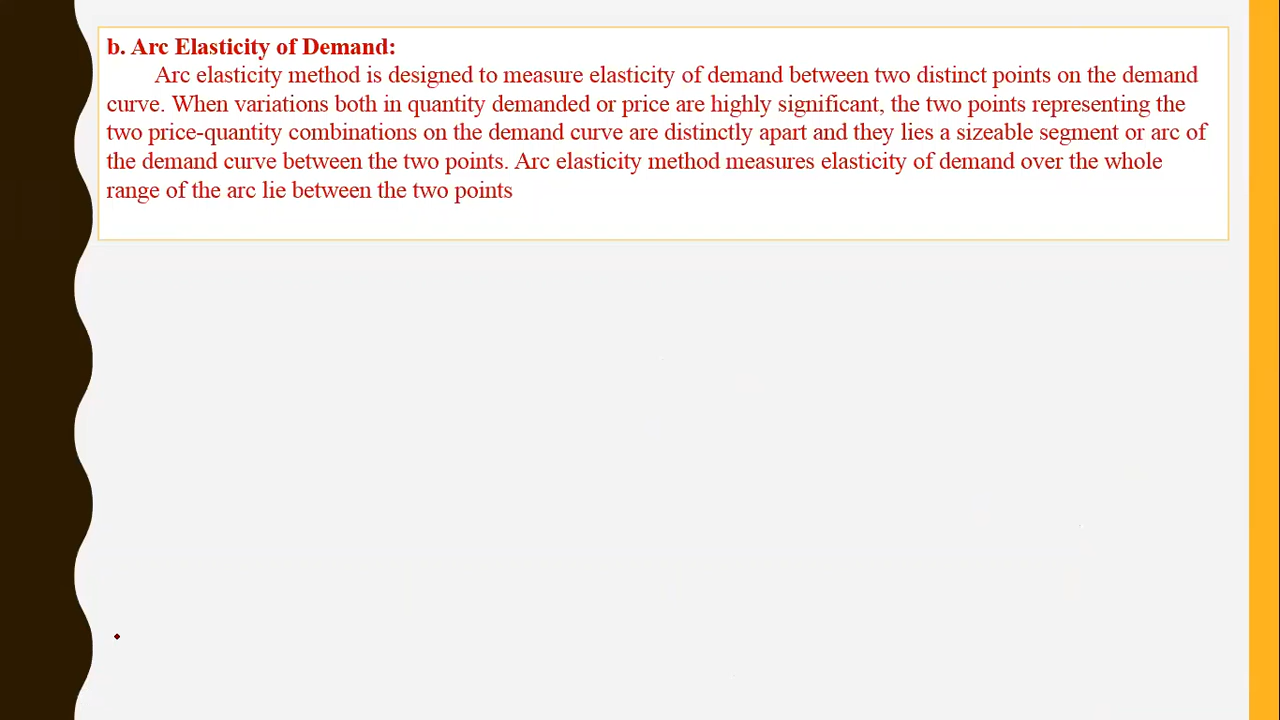 b. Arc Elasticity of Demand:
Arc elasticity method is designed to measure elasticity of demand between two distinct points on the demand
curve. When variations both in quantity demanded or price are highly significant, the two points representing the
two price-quantity combinations on the demand curve are distinctly apart and they lies a sizeable segment or arc of
the demand curve between the two points. Arc elasticity method measures elasticity of demand over the whole
range of the arc lie between the two points